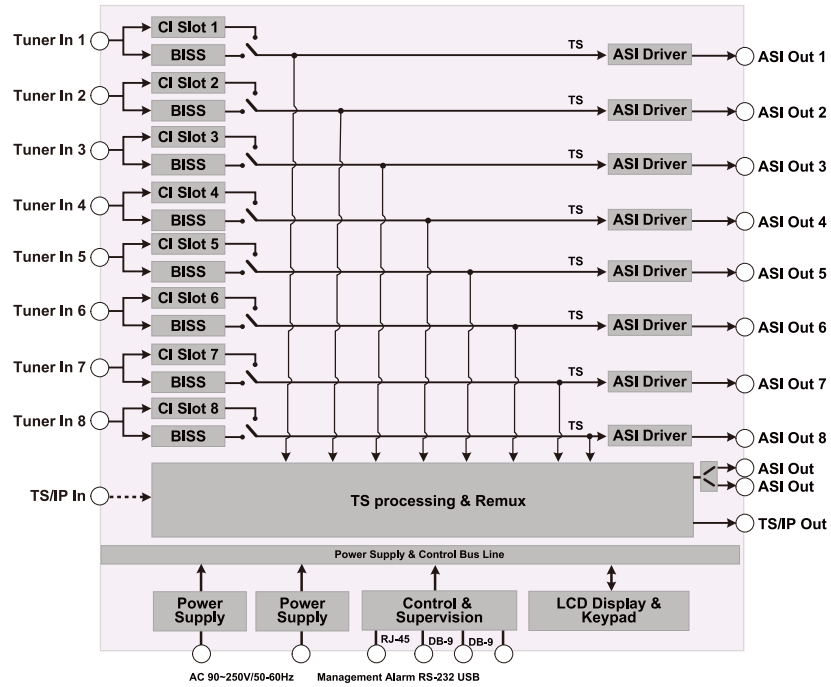 Tuner In 1
CI Slot 1
BISS
TS
ASI Driver
ASI Out 1
Tuner In 2
CI Slot 2
BISS
TS
ASI Driver
ASI Out 2
Tuner In 3
CI Slot 3
BISS
TS
ASI Driver
ASI Out 3
Tuner In 4
CI Slot 4
BISS
TS
ASI Driver
ASI Out 4
Tuner In 5
CI Slot 5
BISS
TS
ASI Driver
ASI Out 5
Tuner In 6
CI Slot 6
BISS
TS
ASI Driver
ASI Out 6
Tuner In 7
CI Slot 7
BISS
TS
ASI Driver
ASI Out 7
Tuner In 8
CI Slot 8
BISS
TS
ASI Driver
ASI Out 8
TS/IP In
TS processing & Remux
ASI Out
ASI Out
TS/IP Out
Power Supply & Control Bus Line
Power
Supply
Power
Supply
Control &
Supervision
LCD Display &
Keypad
RJ-45
DB-9
DB-9
AC 90~250V/50-60Hz
Management Alarm RS-232 USB